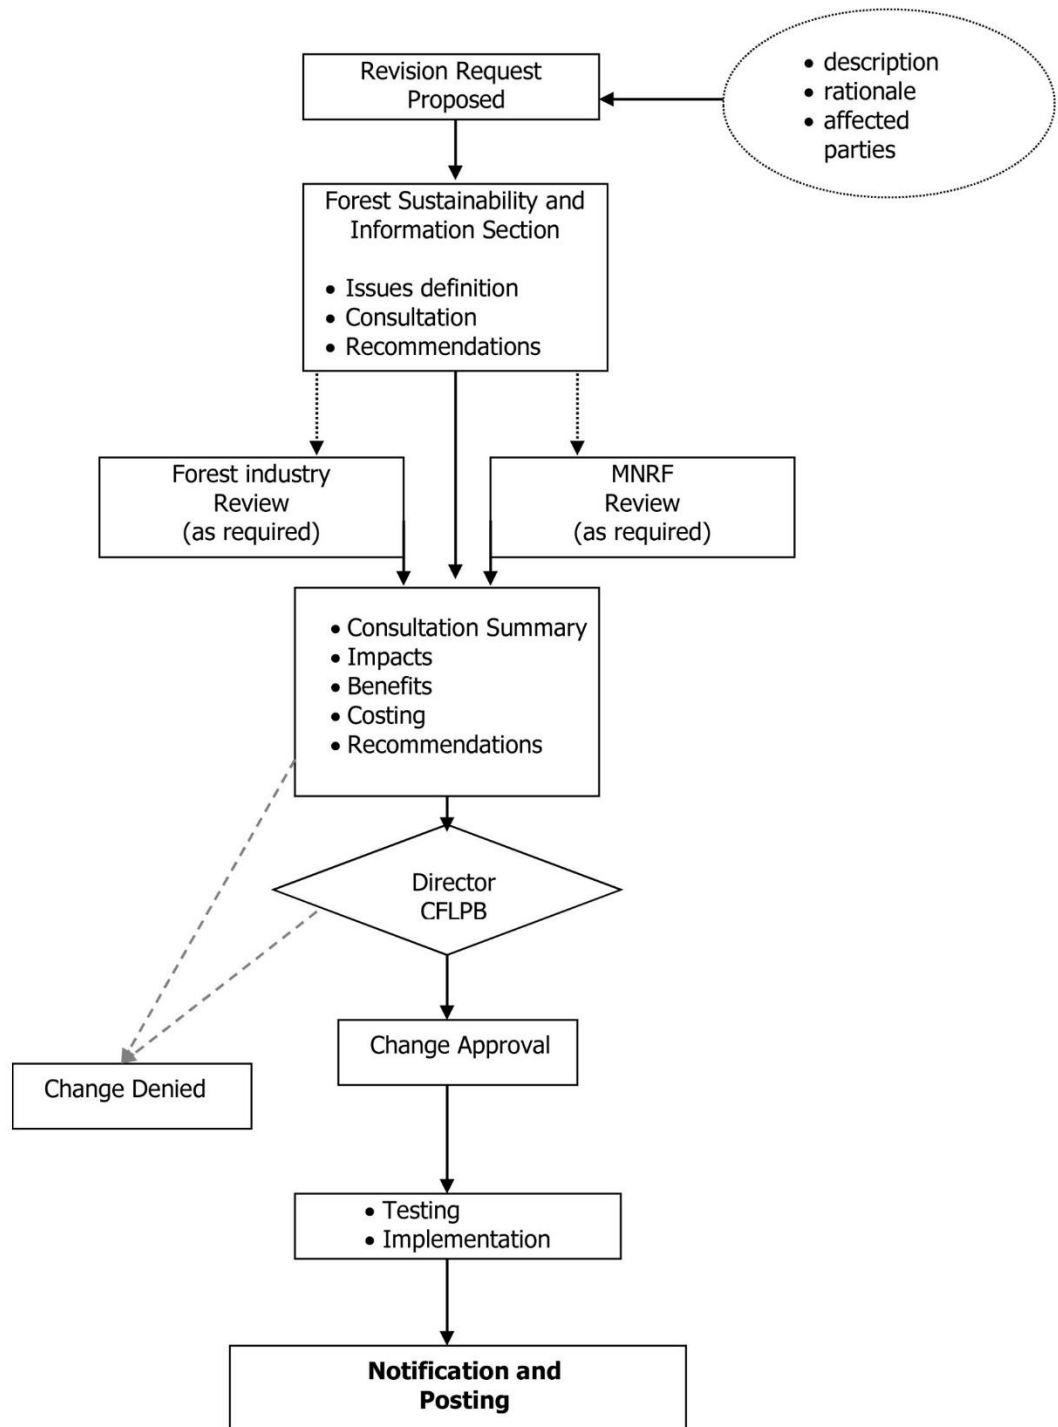 Revision Request
Proposed
• description
• rationale
• affected
parties
Forest Sustainability and
Information Section
• Issues definition
• Consultation
• Recommendations
Forest industry
Review
(as required)
MNRF
Review
(as required)
• Consultation Summary
• Impacts
• Benefits
• Costing
• Recommendations
Director
CFLPB
Change Approval
Change Denied
• Testing
• Implementation
Notification and
Posting